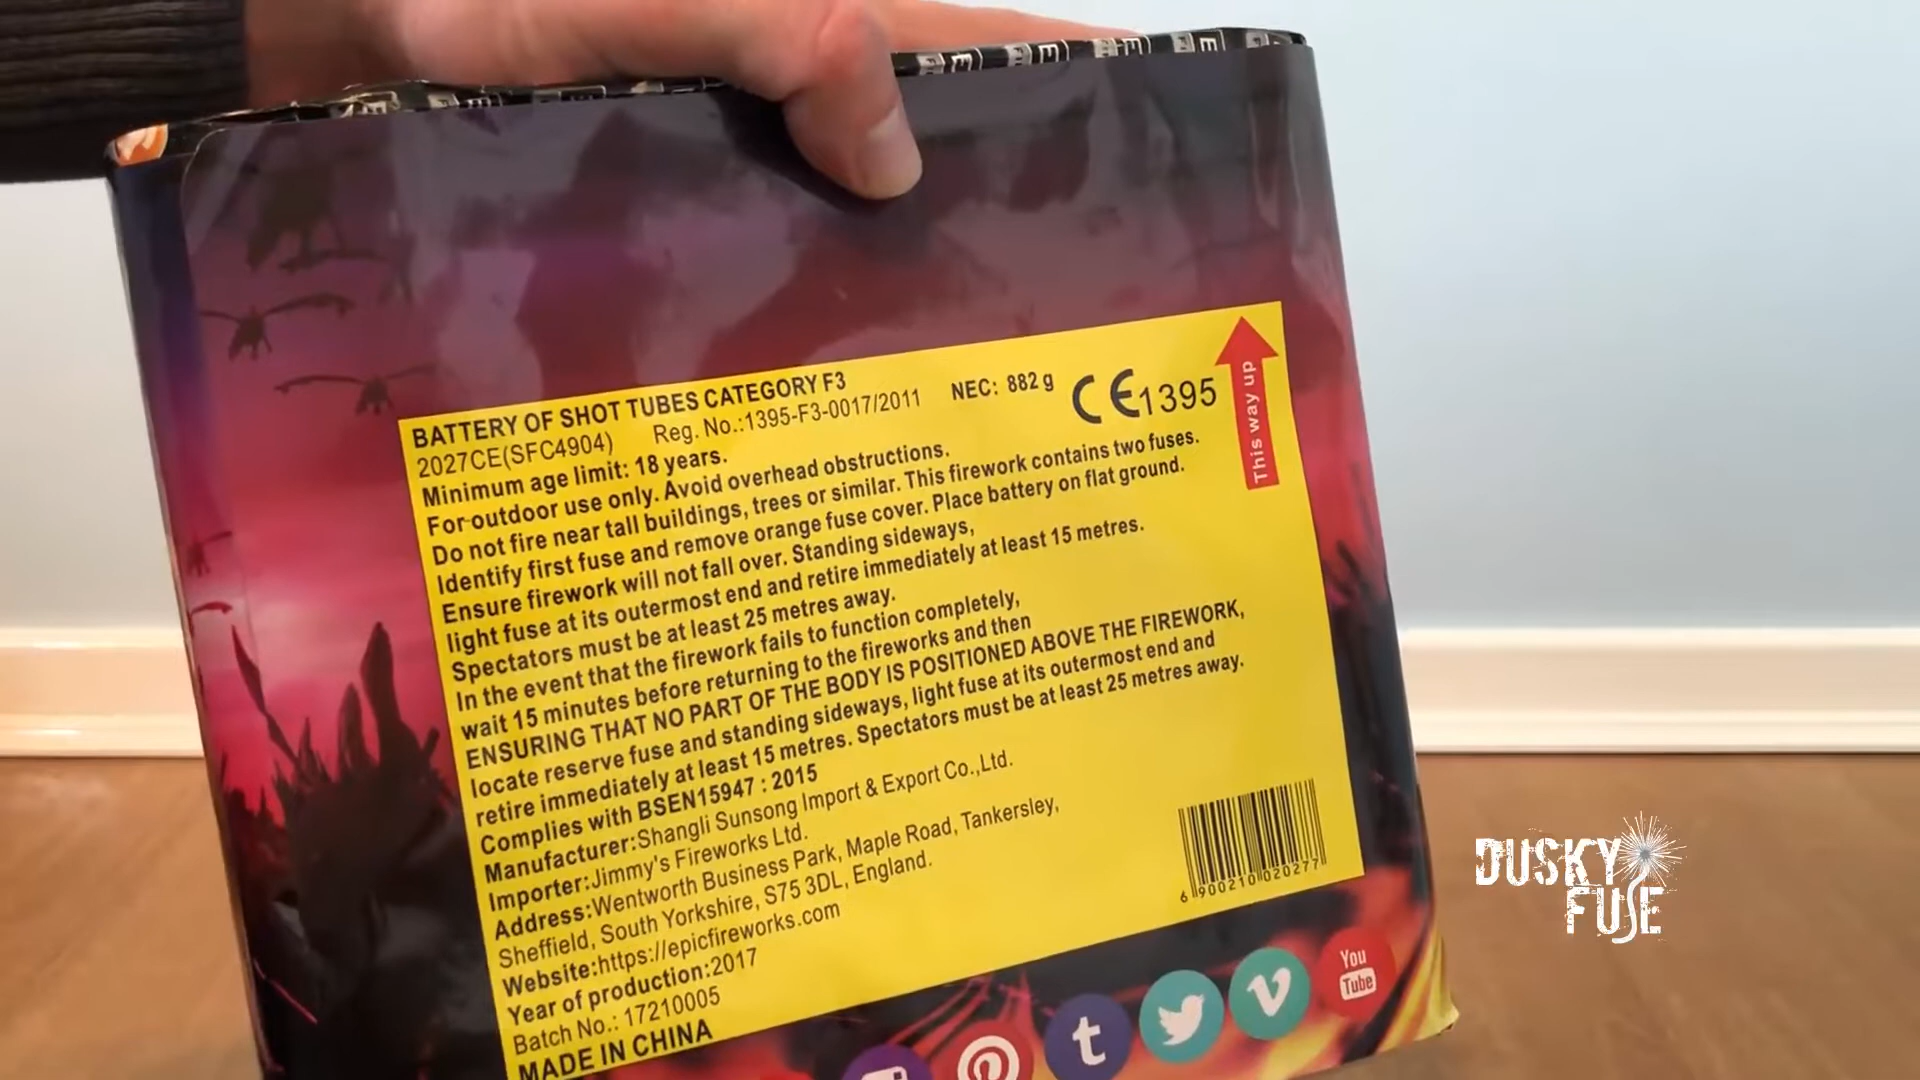 BATTERY OF SHOT TUBES CATEGORY F3
2027CE(SFC4904) Reg. No.:1395-F3-0017/2011 NEC: 882 g CE1395
This way up
Minimum age limit: 18 years.
For outdoor use only. Avoid overhead obstructions.
Do not fire near tall buildings, trees or similar. This firework contains two fuses.
Identify first fuse and remove orange fuse cover. Place battery on flat ground.
Ensure firework will not fall over. Standing sideways,
light fuse at its outermost end and retire immediately at least 15 metres.
Spectators must be at least 25 metres away.
In the event that the firework fails to function completely,
wait 15 minutes before returning to the fireworks and then
ENSURING THAT NO PART OF THE BODY IS POSITIONED ABOVE THE FIREWORK,
locate reserve fuse and standing sideways, light fuse at its outermost end and
retire immediately at least 15 metres. Spectators must be at least 25 metres away.
Complies with BSEN15947 : 2015
Manufacturer:Shangli Sunsong Import & Export Co.,Ltd.
Importer:Jimmy's Fireworks Ltd.
Address:Wentworth Business Park, Maple Road, Tankersley,
Sheffield, South Yorkshire, S75 3DL, England.
Website:https://epicfireworks.com
Year of production:2017
Batch No.: 17210005
MADE IN CHINA
6 900210 020277
You
Tube
DUSKY
FUSE